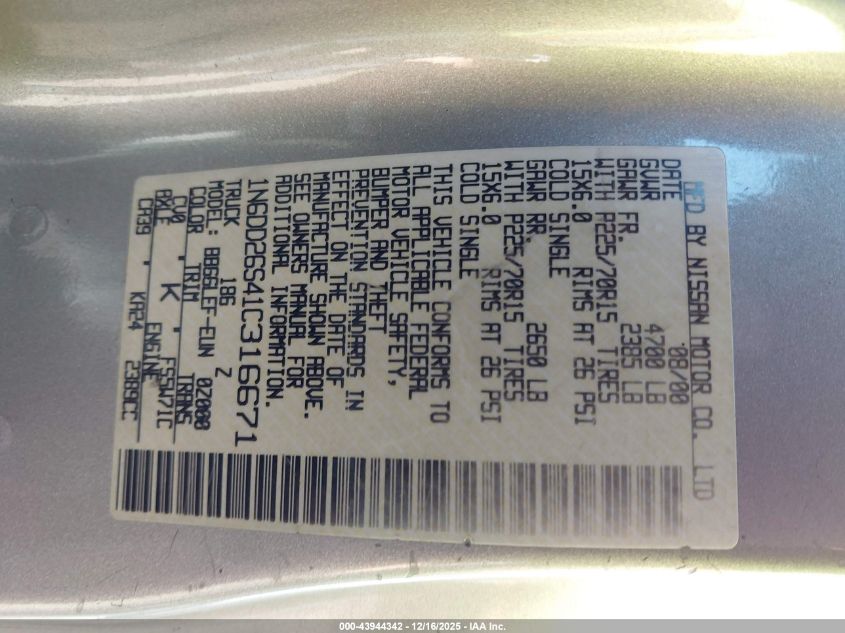 MFD BY NISSAN MOTOR CO., LTD
DATE 08/00
GVWR 4700 LB
GAWR FR. 2385 LB
WITH P225/70R15 TIRES
15X6.0 RIMS AT 26 PSI
COLD SINGLE
GAWR RR. 2650 LB
WITH P225/70R15 TIRES
15X6.0 RIMS AT 26 PSI
COLD SINGLE
THIS VEHICLE CONFORMS TO
ALL APPLICABLE FEDERAL
MOTOR VEHICLE SAFETY,
BUMPER AND THEFT
PREVENTION STANDARDS IN
EFFECT ON THE DATE OF
MANUFACTURE SHOWN ABOVE.
SEE OWNERS MANUAL FOR
ADDITIONAL INFORMATION.
1N6DD26S41C316671
TRUCK 186 Z
MODEL: BBG6LEF-EUN 0Z000
COLOR TRIM TRANS
CV0 K FS5W71C
AXLE ENGINE
CA39 KA24 2389CC
000-43944342 / 12/16/2025 - IAA Inc.